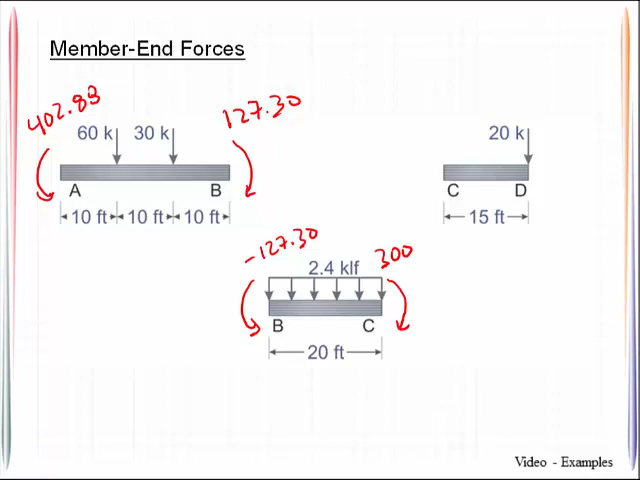 Member-End Forces
402.88
127.30
60 k 30 k
20 k
A B
C D
10 ft 10 ft 10 ft
15 ft
-127.30
300
2.4 klf
B C
20 ft
Video - Examples